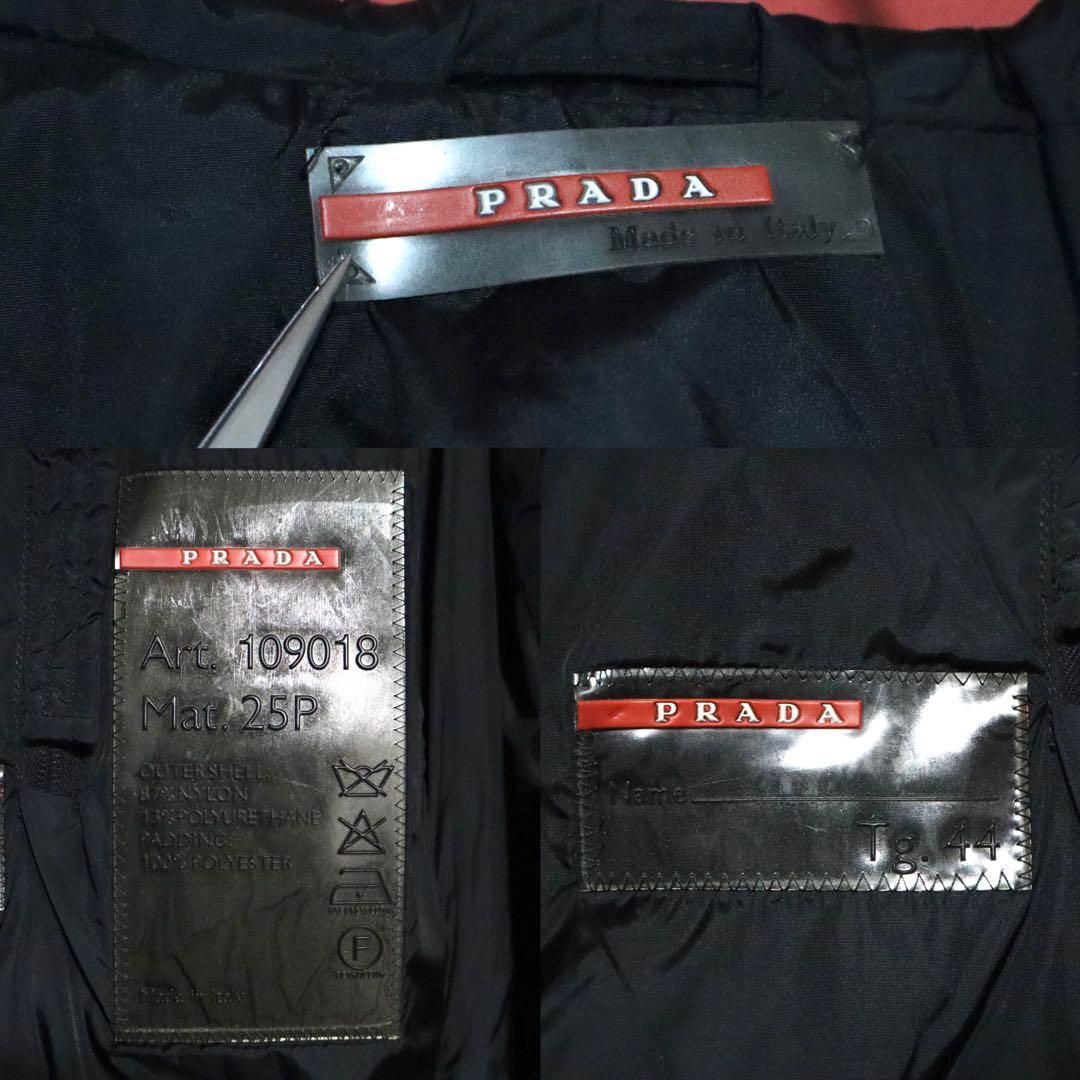 PRADA
Made in Italy
PRADA
Art. 109018
Mat. 25P
OUTERSHELL:
87% NYLON
13% POLYURETHANE
PADDING:
100% POLYESTER
F
Made in Italy
PRADA
Name
Tg. 44